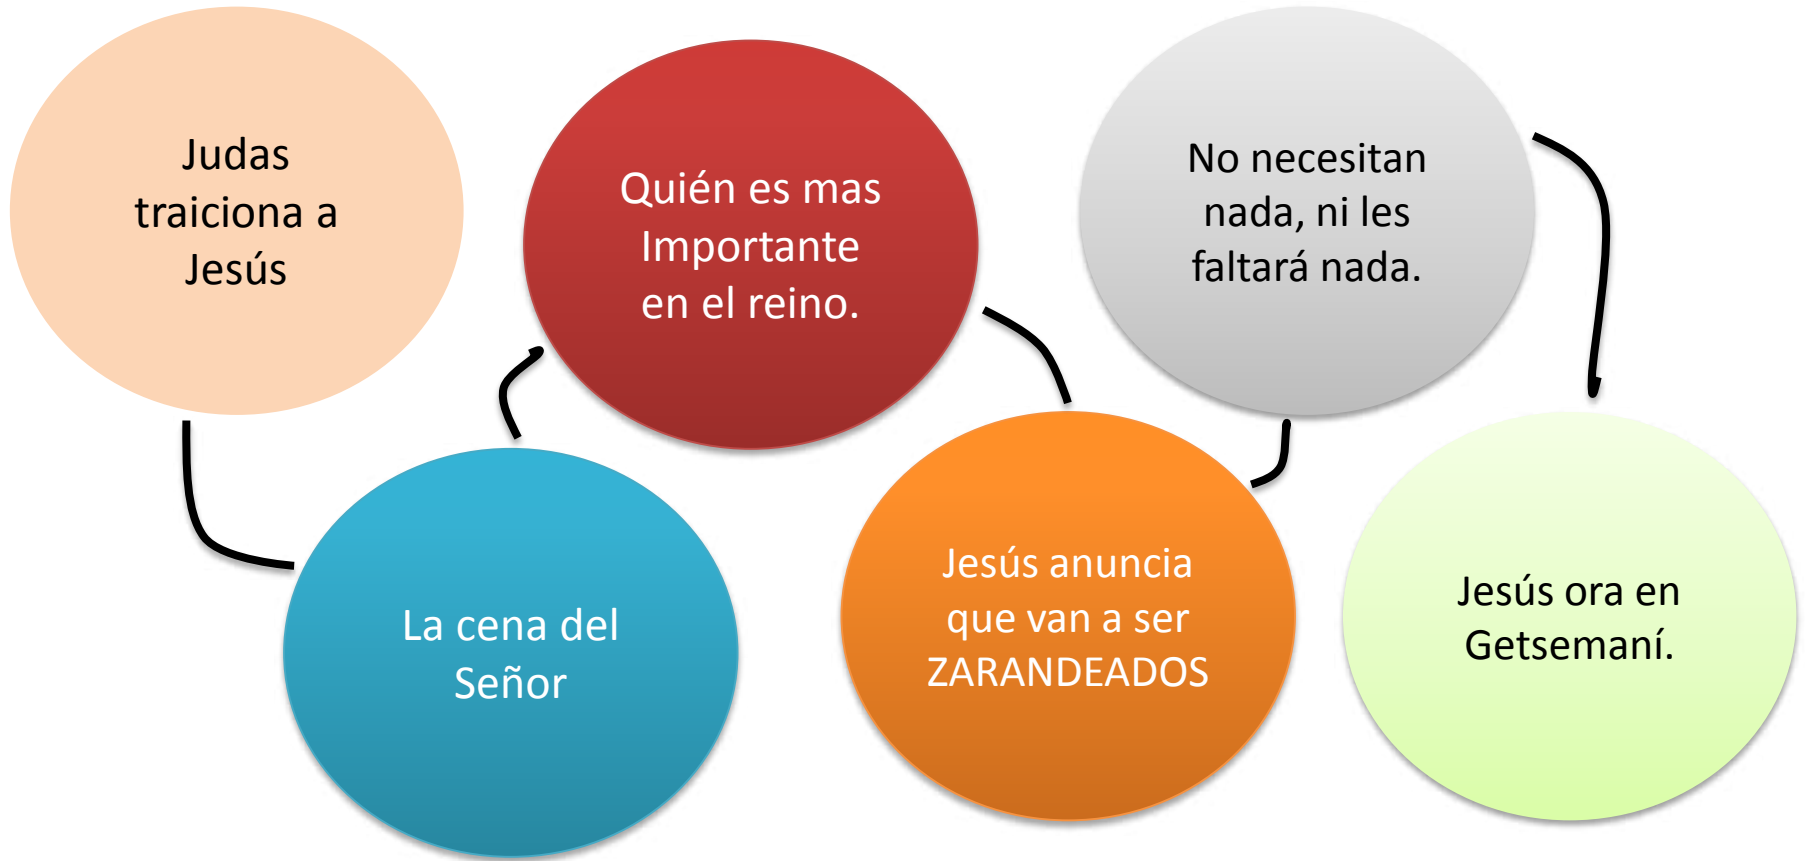 Judas
traiciona a
Jesús
La cena del
Señor
Quién es mas
Importante
en el reino.
Jesús anuncia
que van a ser
ZARANDEADOS
No necesitan
nada, ni les
faltará nada.
Jesús ora en
Getsemaní.